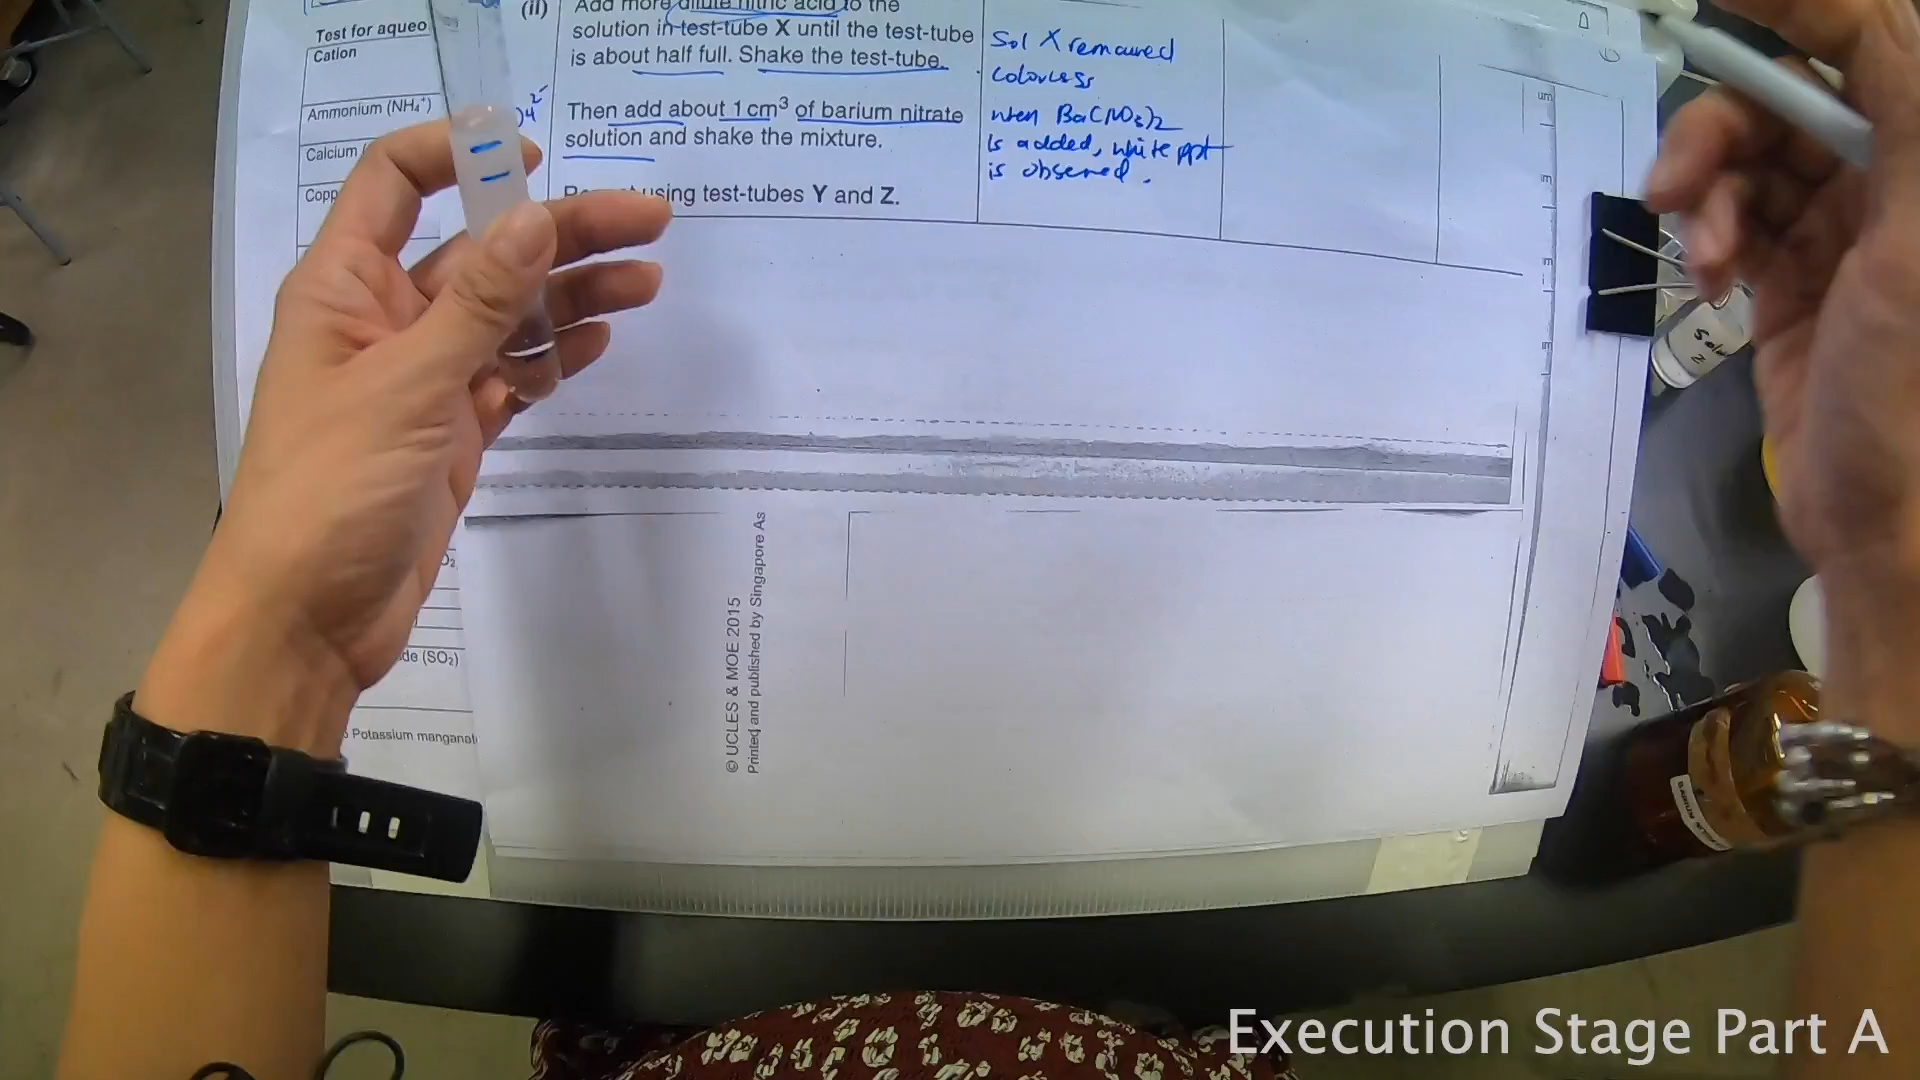 Test for aqueo
Cation
Ammonium (NH₄⁺)
Calcium
Copp
(ii)
Add more dilute nitric acid to the
solution in test-tube X until the test-tube
is about half full. Shake the test-tube.
Then add about 1 cm³ of barium nitrate
solution and shake the mixture.
using test-tubes Y and Z.
Sol X remained
colorless
when Ba(NO₃)₂
is added, white ppt
is observed.
de (SO₂)
Potassium manganat
© UCLES & MOE 2015
Printed and published by Singapore As
Z
Execution Stage Part A